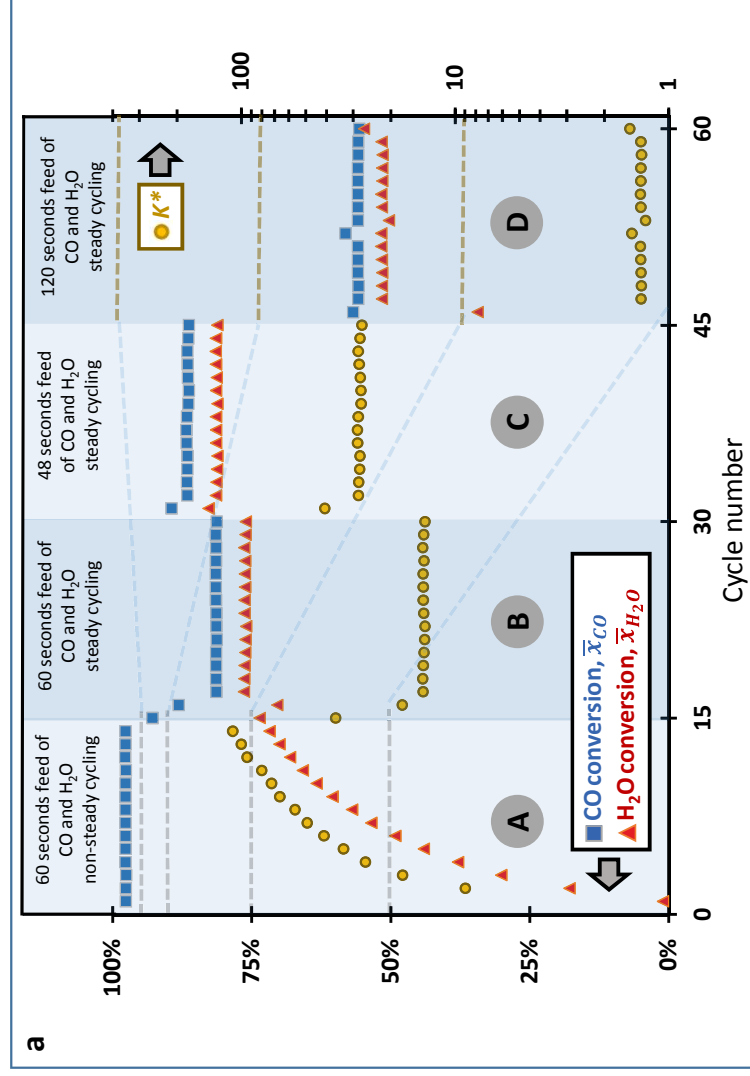 a
60 seconds feed of
CO and H₂O
non-steady cycling
60 seconds feed of
CO and H₂O
steady cycling
48 seconds feed
of CO and H₂O
steady cycling
120 seconds feed of
CO and H₂O
steady cycling
K*
100%
75%
50%
25%
0%
100
10
1
A
B
C
D
CO conversion, x̅_CO
H₂O conversion, x̅_H₂O
0
15
30
45
60
Cycle number